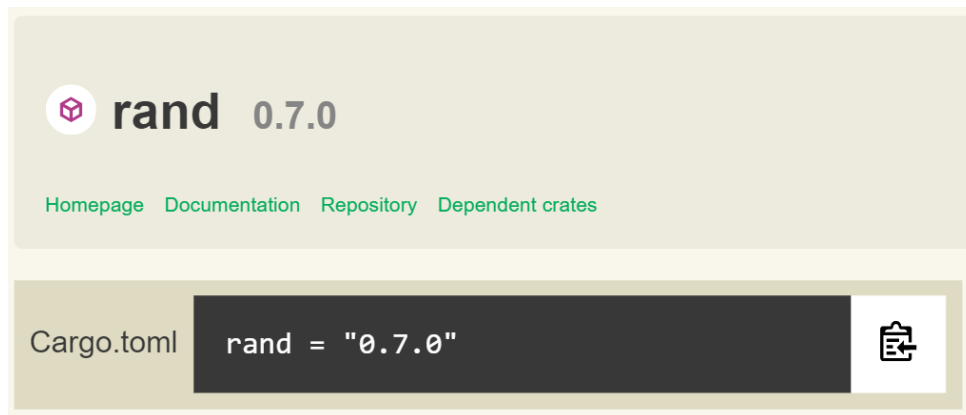 rand 0.7.0
Homepage Documentation Repository Dependent crates
Cargo.toml rand = "0.7.0"